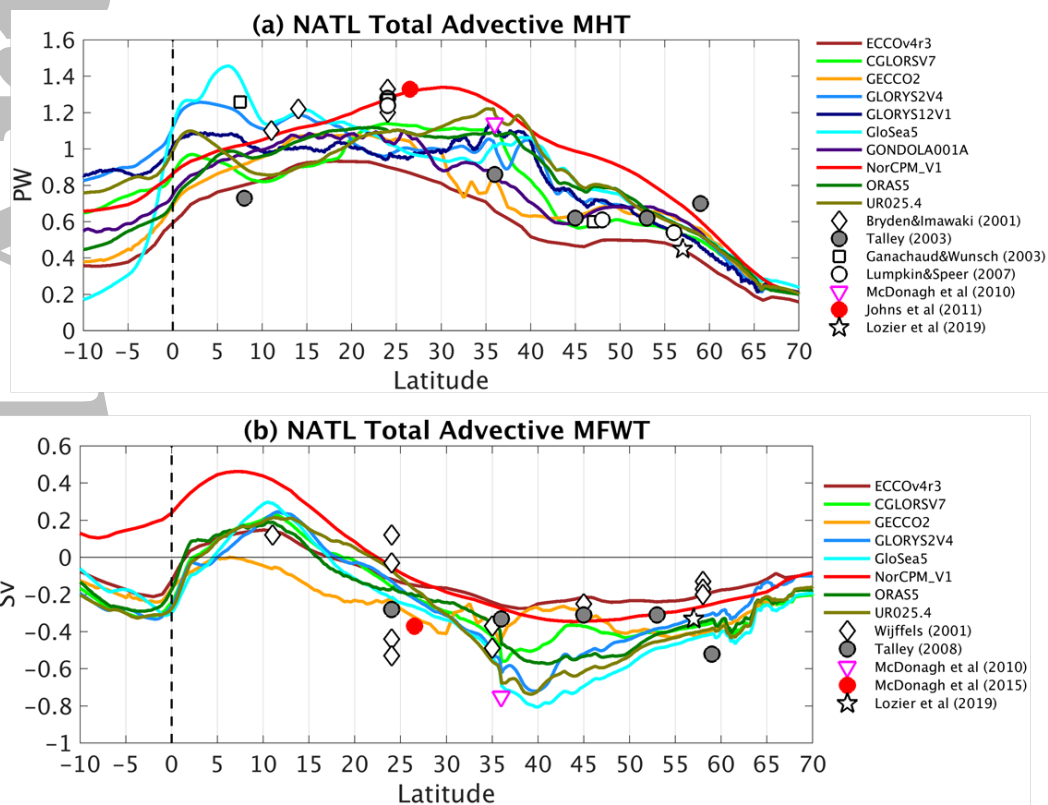 (a) NATL Total Advective MHT
1.6
1.4
1.2
1
0.8
0.6
0.4
0.2
0
PW
-10 -5 0 5 10 15 20 25 30 35 40 45 50 55 60 65 70
Latitude
ECCOv4r3
CGLORSV7
GECCO2
GLORYS2V4
GLORYS12V1
GloSea5
GONDOLA001A
NorCPM_V1
ORAS5
UR025.4
Bryden&Imawaki (2001)
Talley (2003)
Ganachaud&Wunsch (2003)
Lumpkin&Speer (2007)
McDonagh et al (2010)
Johns et al (2011)
Lozier et al (2019)
(b) NATL Total Advective MFWT
0.6
0.4
0.2
0
-0.2
-0.4
-0.6
-0.8
-1
Sv
-10 -5 0 5 10 15 20 25 30 35 40 45 50 55 60 65 70
Latitude
ECCOv4r3
CGLORSV7
GECCO2
GLORYS2V4
GloSea5
NorCPM_V1
ORAS5
UR025.4
Wijffels (2001)
Talley (2008)
McDonagh et al (2010)
McDonagh et al (2015)
Lozier et al (2019)